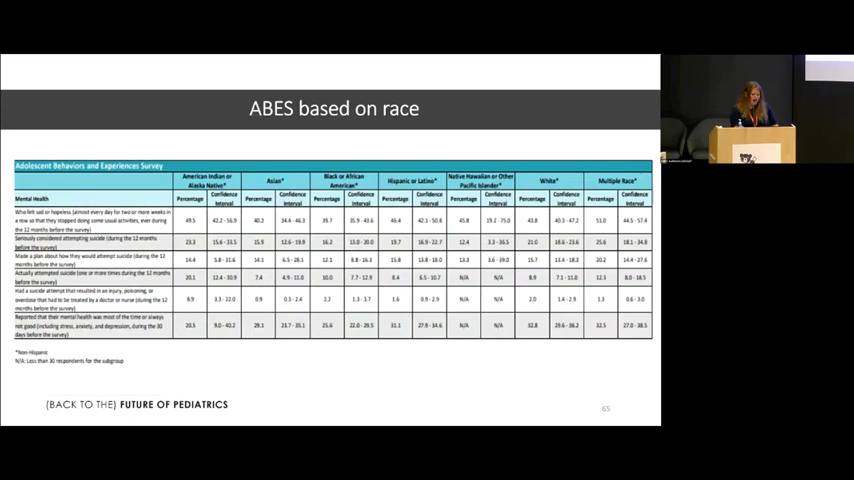 ABES based on race
Adolescent Behaviors and Experiences Survey
American Indian or Alaska Native* Asian* Black or African American* Hispanic or Latino* Native Hawaiian or Other Pacific Islander* White* Multiple Race*
Mental Health Percentage Confidence Interval Percentage Confidence Interval Percentage Confidence Interval Percentage Confidence Interval Percentage Confidence Interval Percentage Confidence Interval Percentage Confidence Interval
Who felt sad or hopeless (almost every day for two or more weeks in a row so that they stopped doing some usual activities, ever during the 12 months before the survey) 49.5 42.2 - 56.9 40.2 34.4 - 46.3 39.7 35.9 - 43.6 46.4 42.1 - 50.8 45.8 19.2 - 75.0 43.8 40.3 - 47.2 51.0 44.5 - 57.4
Seriously considered attempting suicide (during the 12 months before the survey) 23.3 15.6 - 33.5 15.9 12.6 - 19.9 16.2 13.0 - 20.0 19.7 16.9 - 22.7 12.4 3.3 - 36.5 21.0 18.6 - 23.6 25.6 18.1 - 34.8
Made a plan about how they would attempt suicide (during the 12 months before the survey) 14.4 5.8 - 31.6 14.1 6.5 - 28.1 12.1 8.8 - 16.3 15.8 13.8 - 18.0 13.3 3.6 - 39.0 15.7 13.4 - 18.3 20.2 14.4 - 27.6
Actually attempted suicide (one or more times during the 12 months before the survey) 20.1 12.4 - 30.9 7.4 4.9 - 11.0 10.0 7.7 - 12.9 8.4 6.5 - 10.7 N/A N/A 8.9 7.1 - 11.0 12.3 8.0 - 18.5
Had a suicide attempt that resulted in an injury, poisoning, or overdose that had to be treated by a doctor or nurse (during the 12 months before the survey) 8.9 3.3 - 22.0 0.9 0.3 - 2.4 2.2 1.3 - 3.7 1.6 0.9 - 2.9 N/A N/A 2.0 1.4 - 2.9 1.3 0.6 - 3.0
Reported that their mental health was most of the time or always not good (including stress, anxiety, and depression, during the 30 days before the survey) 20.5 9.0 - 40.2 29.1 23.7 - 35.1 25.6 22.0 - 29.5 31.1 27.9 - 34.6 N/A N/A 32.8 29.6 - 36.2 32.5 27.0 - 38.5
*Non-Hispanic
N/A: Less than 30 respondents for the subgroup
(BACK TO THE) FUTURE OF PEDIATRICS
65